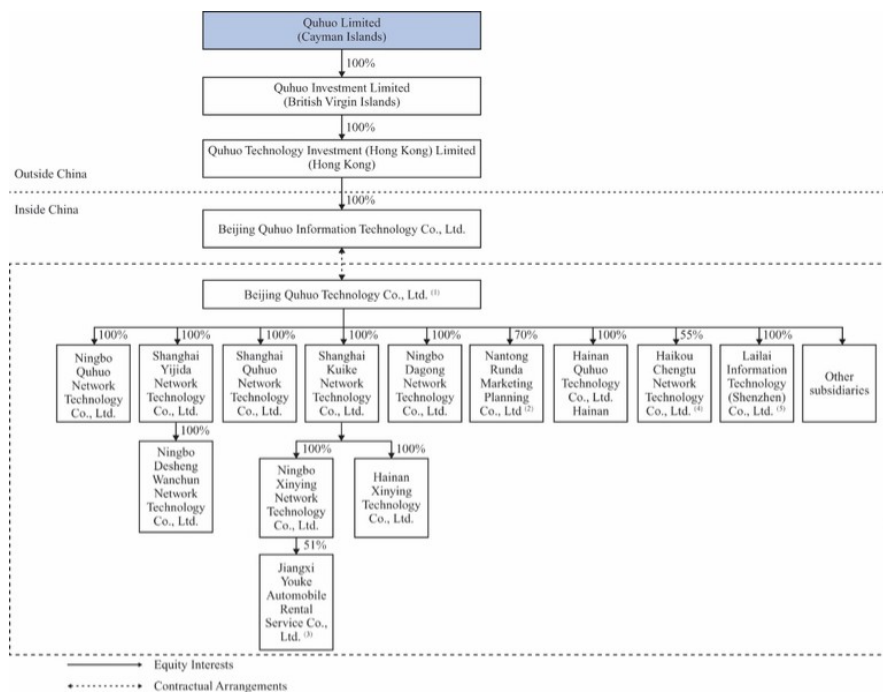 Quhuo Limited
(Cayman Islands)
100%
Quhuo Investment Limited
(British Virgin Islands)
100%
Quhuo Technology Investment (Hong Kong) Limited
(Hong Kong)
Outside China
100%
Inside China
Beijing Quhuo Information Technology Co., Ltd.
Beijing Quhuo Technology Co., Ltd. (1)
100%
100%
100%
100%
100%
70%
100%
55%
100%
Ningbo
Quhuo
Network
Technology
Co., Ltd.
Shanghai
Yijida
Network
Technology
Co., Ltd.
Shanghai
Quhuo
Network
Technology
Co., Ltd.
Shanghai
Kuike
Network
Technology
Co., Ltd.
Ningbo
Dagong
Network
Technology
Co., Ltd.
Nantong
Runda
Marketing
Planning
Co., Ltd (2)
Hainan
Quhuo
Technology
Co., Ltd.
Hainan
Haikou
Chengtu
Network
Technology
Co., Ltd. (4)
Lailai
Information
Technology
(Shenzhen)
Co., Ltd. (5)
Other
subsidiaries
100%
Ningbo
Desheng
Wanchun
Network
Technology
Co., Ltd.
100%
Ningbo
Xinying
Network
Technology
Co., Ltd.
100%
Hainan
Xinying
Technology
Co., Ltd.
51%
Jiangxi
Youke
Automobile
Rental
Service Co.,
Ltd. (3)
Equity Interests
Contractual Arrangements